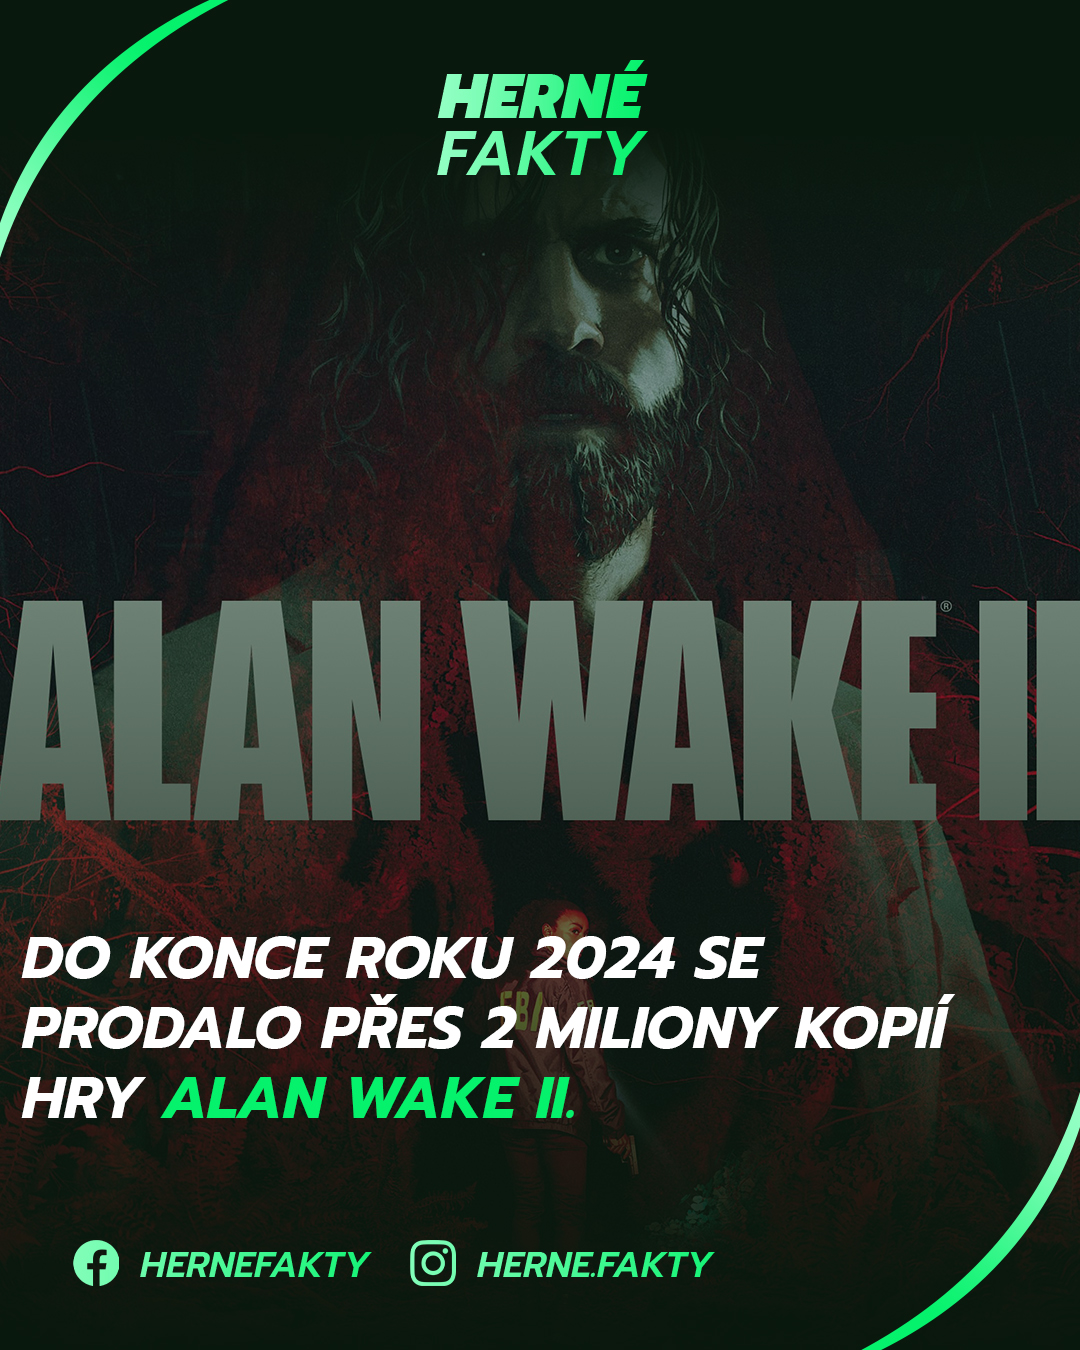 HERNÉ
FAKTY
ALAN WAKE II
®
FBI
DO KONCE ROKU 2024 SE
PRODALO PŘES 2 MILIONY KOPIÍ
HRY ALAN WAKE II.
HERNEFAKTY HERNE.FAKTY